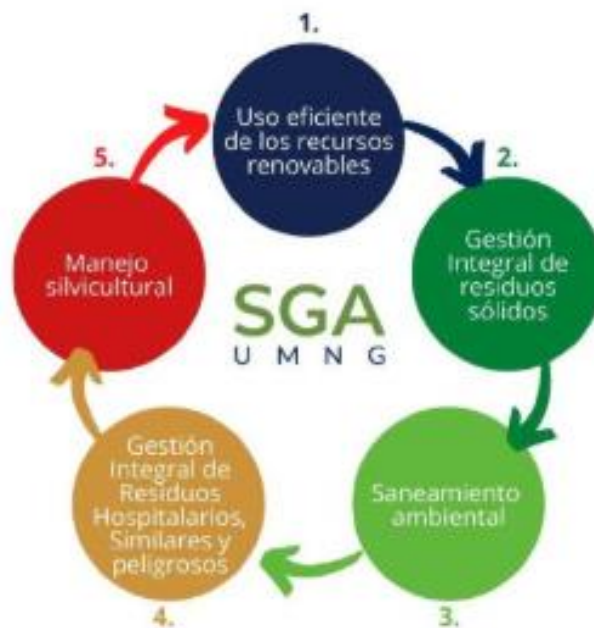 1.
Uso eficiente
de los recursos
renovables
2.
Gestión
Integral de
residuos
sólidos
3.
Saneamiento
ambiental
4.
Gestión
Integral de
Residuos
Hospitalarios,
Similares y
peligrosos
5.
Manejo
silvicultural
SGA
UMNG